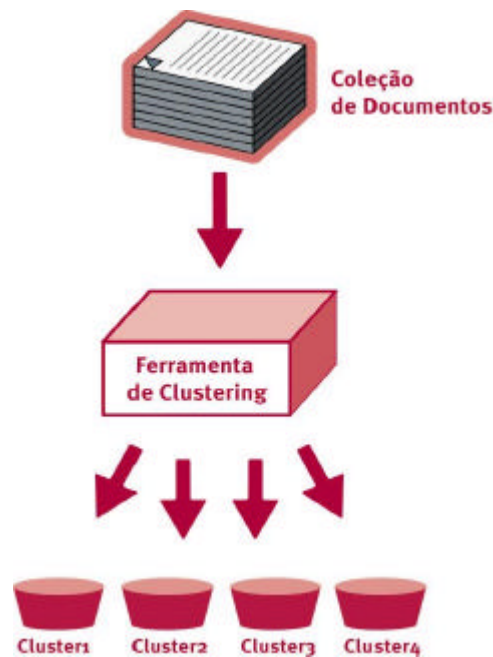 Coleção
de Documentos
Ferramenta
de Clustering
Cluster1
Cluster2
Cluster3
Cluster4